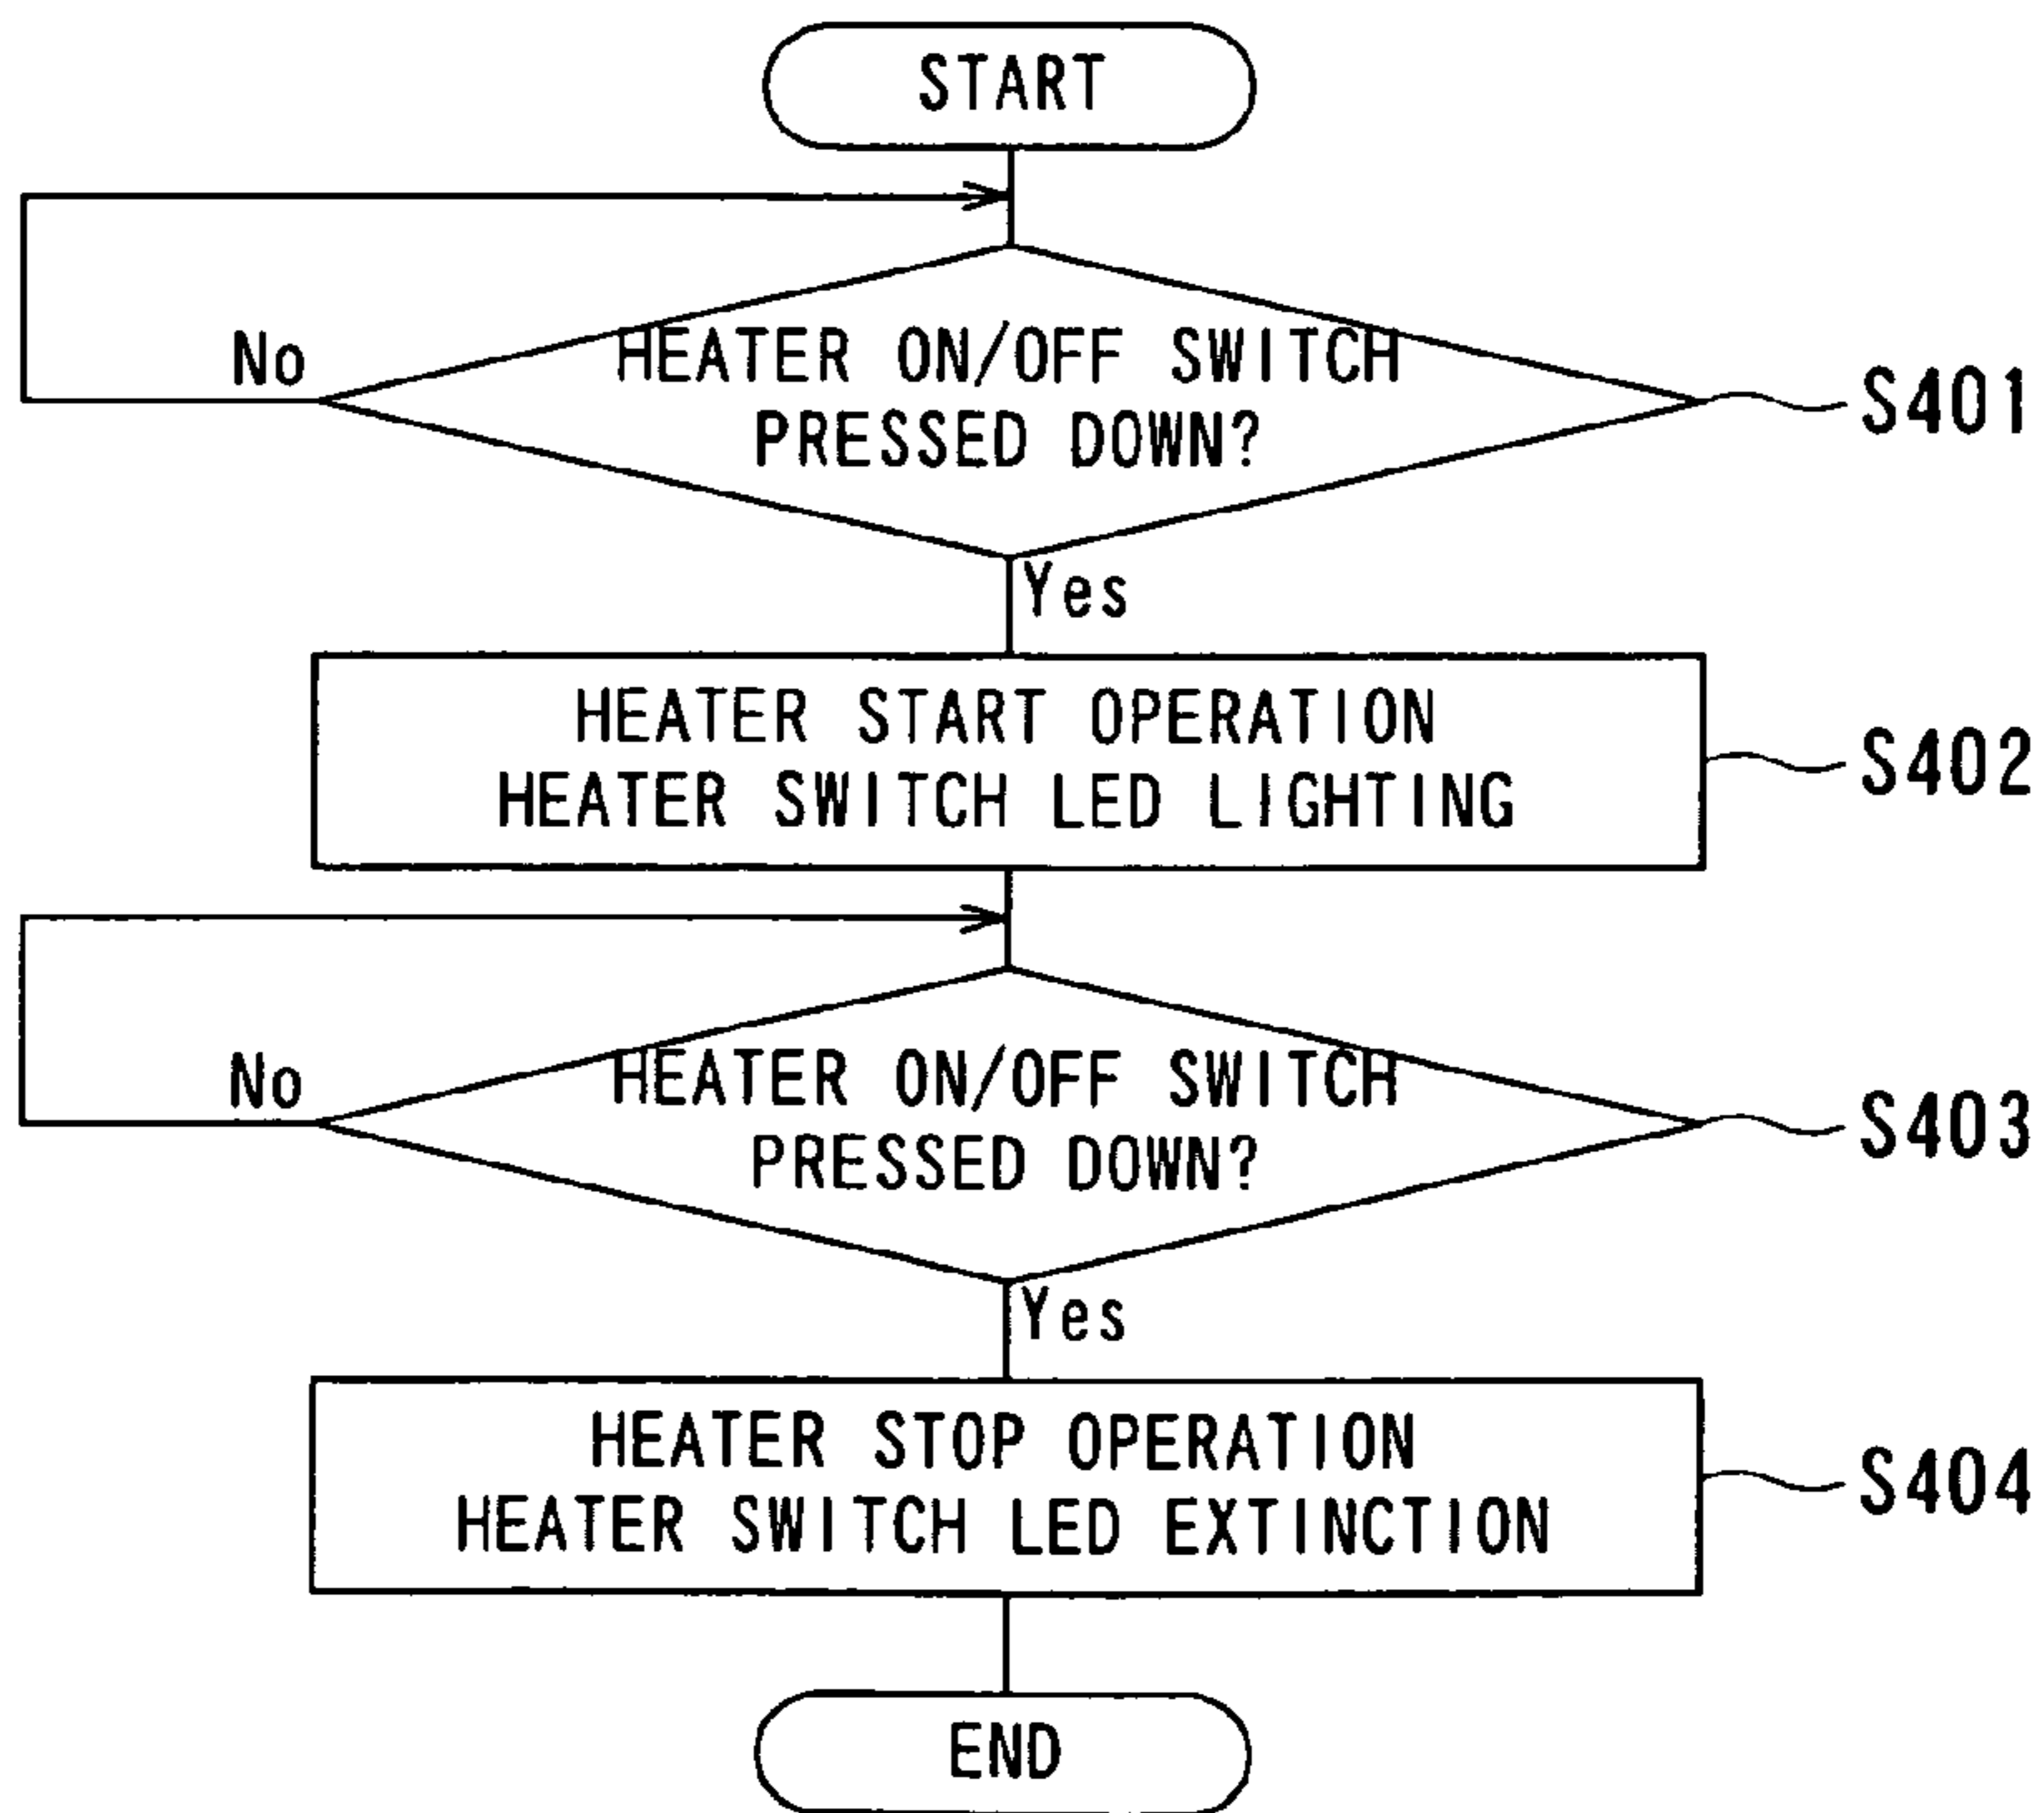 START
No
HEATER ON/OFF SWITCH
PRESSED DOWN?
S401
Yes
HEATER START OPERATION
HEATER SWITCH LED LIGHTING
S402
No
HEATER ON/OFF SWITCH
PRESSED DOWN?
S403
Yes
HEATER STOP OPERATION
HEATER SWITCH LED EXTINCTION
S404
END